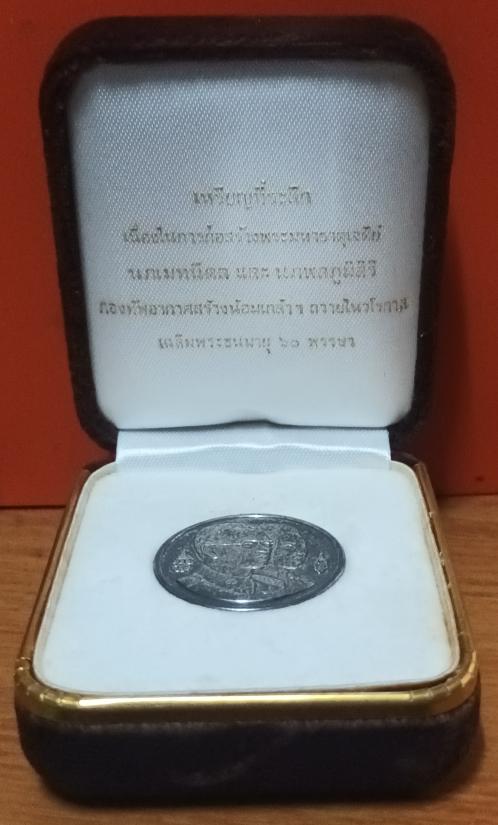 เหรียญที่ระลึก
เนื่องในการก่อสร้างพระมหาธาตุเจดีย์
นภเมทนีดล และ นภพลภูมิสิริ
กองทัพอากาศสร้างน้อมเกล้าฯ ถวายในวโรกาส
เฉลิมพระชนมายุ ๖๐ พรรษา